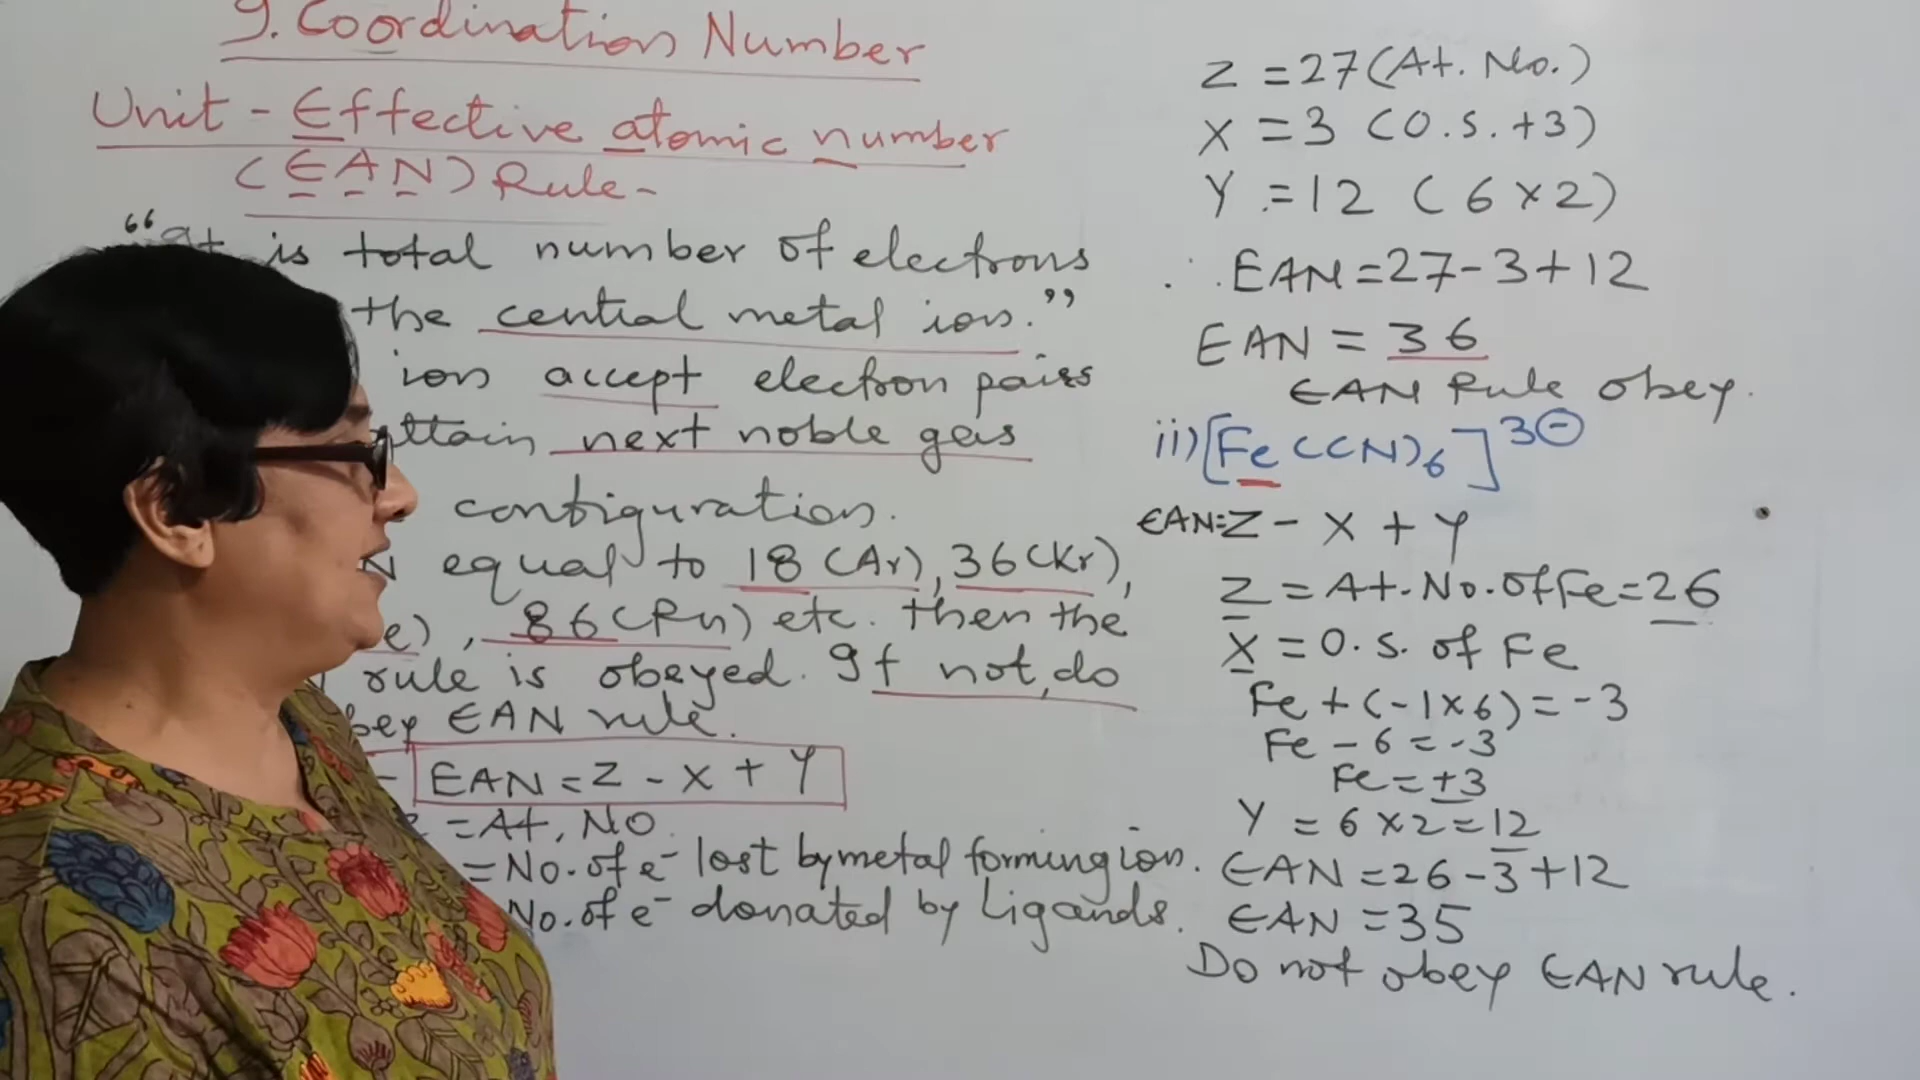 9. Coordination Number
Unit - Effective atomic number
(EAN) Rule -
"It is total number of electrons
the central metal ion."
ion accept electron pairs
attain next noble gas
configuration.
N equal to 18 (Ar), 36 (Kr),
e), 86 (Rn) etc. then the
rule is obeyed. If not, do
bey EAN rule.
- EAN = Z - X + Y
= At. NO.
= No. of e⁻ lost by metal forming ion.
No. of e⁻ donated by Ligands.
Z = 27 (At. No.)
X = 3 (O.S. +3)
Y = 12 (6 x 2)
∴ EAN = 27 - 3 + 12
EAN = 36
EAN Rule obey.
ii) [Fe(CN)₆]³⊖
EAN = Z - X + Y
Z = At. No. of Fe = 26
X = O.S. of Fe
Fe + (-1 x 6) = -3
Fe - 6 = -3
Fe = +3
Y = 6 x 2 = 12
EAN = 26 - 3 + 12
EAN = 35
Do not obey EAN rule.